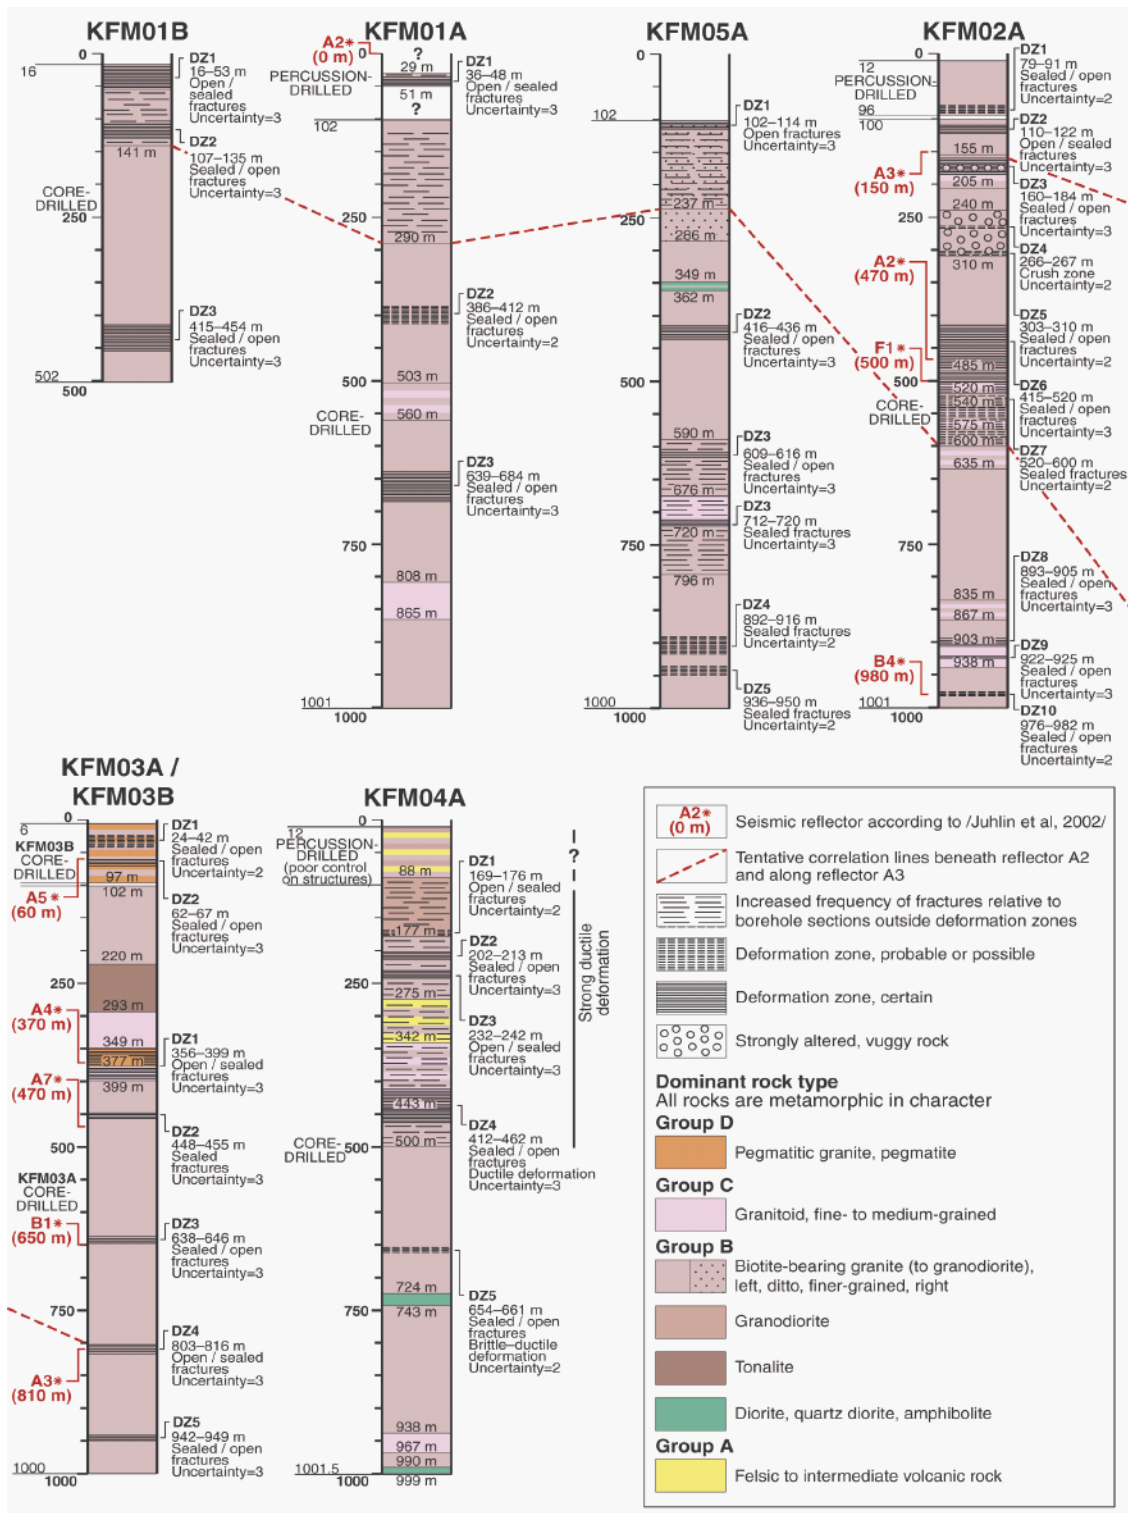 KFM01B
0
16
DZ1
16–53 m
Open /
sealed
fractures
Uncertainty=3
DZ2
107–135 m
Sealed / open
fractures
Uncertainty=3
141 m
CORE-
DRILLED
250
DZ3
415–454 m
Sealed / open
fractures
Uncertainty=3
502
500
KFM01A
A2*
(0 m)
0
?
29 m
PERCUSSION-
DRILLED
51 m
?
DZ1
36–48 m
Open / sealed
fractures
Uncertainty=3
102
250
290 m
DZ2
386–412 m
Sealed / open
fractures
Uncertainty=2
500
503 m
560 m
CORE-
DRILLED
DZ3
639–684 m
Sealed / open
fractures
Uncertainty=3
750
808 m
865 m
1001
1000
KFM05A
0
102
DZ1
102–114 m
Open fractures
Uncertainty=3
237 m
250
286 m
349 m
362 m
DZ2
416–436 m
Sealed / open
fractures
Uncertainty=3
500
590 m
DZ3
609–616 m
Sealed / open
fractures
Uncertainty=3
676 m
DZ3
712–720 m
Sealed fractures
Uncertainty=3
720 m
750
796 m
DZ4
892–916 m
Sealed fractures
Uncertainty=2
DZ5
936–950 m
Sealed fractures
Uncertainty=2
1000
1000
KFM02A
0
12
PERCUSSION-
DRILLED
96
100
DZ1
79–91 m
Sealed / open
fractures
Uncertainty=2
DZ2
110–122 m
Open / sealed
fractures
Uncertainty=3
155 m
A3*
(150 m)
205 m
DZ3
160–184 m
Sealed / open
fractures
Uncertainty=3
240 m
250
DZ4
266–267 m
Crush zone
Uncertainty=2
A2*
(470 m)
310 m
DZ5
303–310 m
Sealed / open
fractures
Uncertainty=2
F1*
(500 m)
485 m
500
520 m
540 m
575 m
600 m
635 m
CORE-
DRILLED
DZ6
415–520 m
Sealed / open
fractures
Uncertainty=3
DZ7
520–600 m
Sealed fractures
Uncertainty=2
750
DZ8
893–905 m
Sealed / open
fractures
Uncertainty=3
835 m
867 m
903 m
938 m
DZ9
922–925 m
Sealed / open
fractures
Uncertainty=3
B4*
(980 m)
1001
1000
DZ10
976–982 m
Sealed / open
fractures
Uncertainty=2
KFM03A /
KFM03B
0
6
KFM03B
CORE-
DRILLED
DZ1
24–42 m
Sealed / open
fractures
Uncertainty=2
97 m
102 m
A5*
(60 m)
DZ2
62–67 m
Sealed / open
fractures
Uncertainty=3
220 m
250
293 m
A4*
(370 m)
349 m
377 m
399 m
DZ1
356–399 m
Open / sealed
fractures
Uncertainty=3
A7*
(470 m)
DZ2
448–455 m
Sealed
fractures
Uncertainty=3
500
KFM03A
CORE-
DRILLED
B1*
(650 m)
DZ3
638–646 m
Sealed / open
fractures
Uncertainty=3
750
DZ4
803–816 m
Open / sealed
fractures
Uncertainty=3
A3*
(810 m)
DZ5
942–949 m
Sealed / open
fractures
Uncertainty=3
1000
1000
KFM04A
0
12
PERCUSSION-
DRILLED
(poor control
on structures)
88 m
?
DZ1
169–176 m
Open / sealed
fractures
Uncertainty=2
177 m
DZ2
202–213 m
Sealed / open
fractures
Uncertainty=3
250
275 m
DZ3
232–242 m
Open / sealed
fractures
Uncertainty=3
342 m
Strong ductile
deformation
443 m
DZ4
412–462 m
Sealed / open
fractures
Ductile deformation
Uncertainty=3
CORE-
DRILLED
500
500 m
724 m
743 m
750
DZ5
654–661 m
Sealed / open
fractures
Brittle–ductile
deformation
Uncertainty=2
938 m
967 m
990 m
1001.5
1000
999 m
A2*
(0 m)
Seismic reflector according to /Juhlin et al, 2002/
Tentative correlation lines beneath reflector A2
and along reflector A3
Increased frequency of fractures relative to
borehole sections outside deformation zones
Deformation zone, probable or possible
Deformation zone, certain
Strongly altered, vuggy rock
Dominant rock type
All rocks are metamorphic in character
Group D
Pegmatitic granite, pegmatite
Group C
Granitoid, fine- to medium-grained
Group B
Biotite-bearing granite (to granodiorite),
left, ditto, finer-grained, right
Granodiorite
Tonalite
Diorite, quartz diorite, amphibolite
Group A
Felsic to intermediate volcanic rock